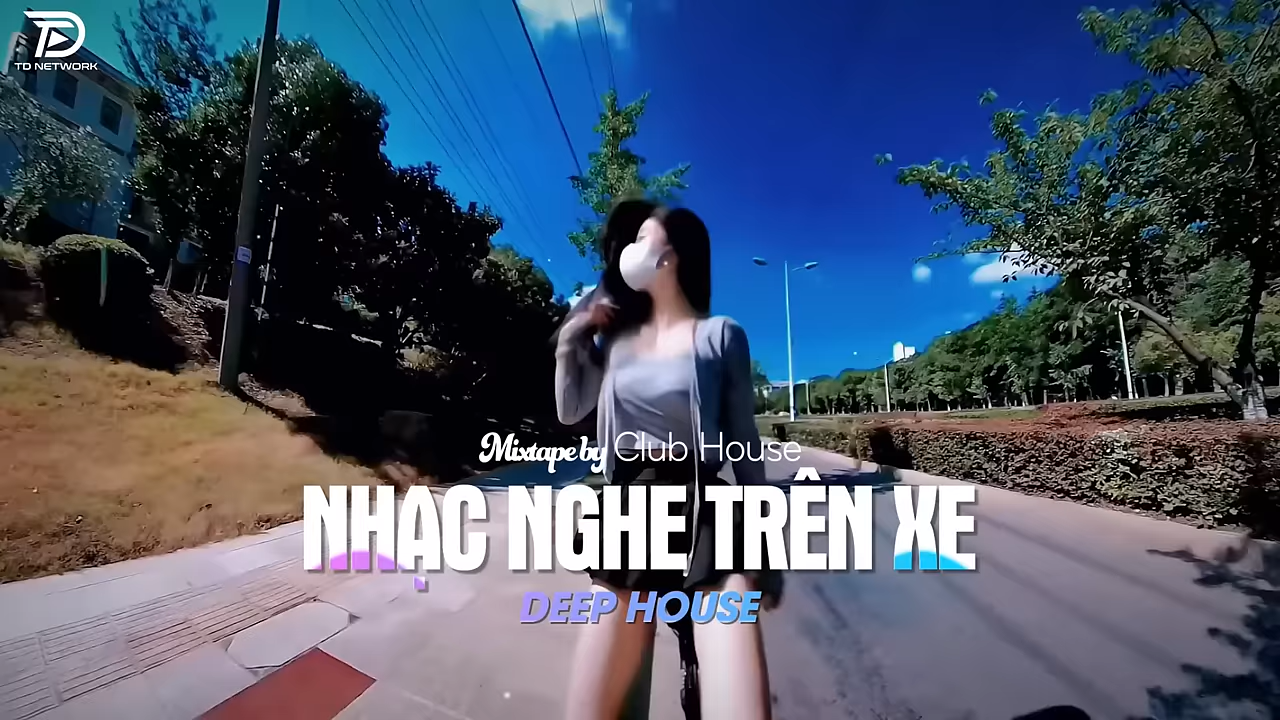 TD NETWORK
Mixtape by Club House
NHẠC NGHE TRÊN XE
DEEP HOUSE